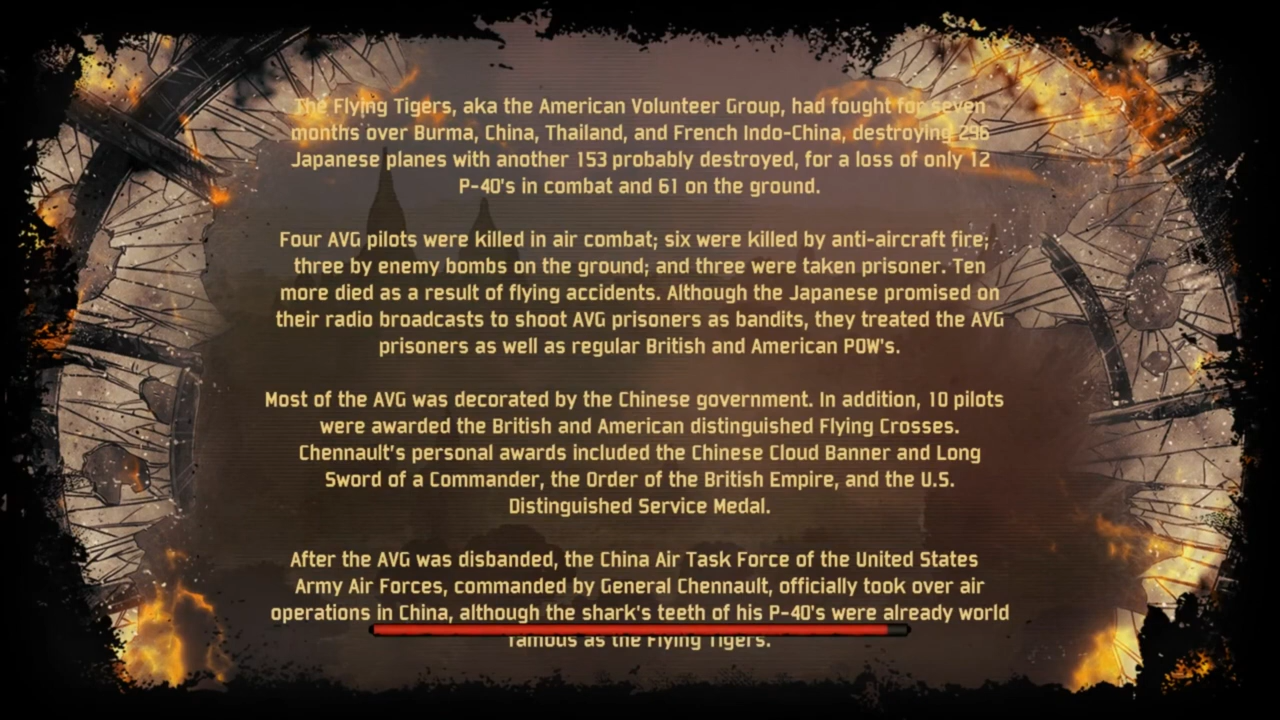 The Flying Tigers, aka the American Volunteer Group, had fought for seven
months over Burma, China, Thailand, and French Indo-China, destroying 296
Japanese planes with another 153 probably destroyed, for a loss of only 12
P-40's in combat and 61 on the ground.
Four AVG pilots were killed in air combat; six were killed by anti-aircraft fire;
three by enemy bombs on the ground; and three were taken prisoner. Ten
more died as a result of flying accidents. Although the Japanese promised on
their radio broadcasts to shoot AVG prisoners as bandits, they treated the AVG
prisoners as well as regular British and American POW's.
Most of the AVG was decorated by the Chinese government. In addition, 10 pilots
were awarded the British and American distinguished Flying Crosses.
Chennault's personal awards included the Chinese Cloud Banner and Long
Sword of a Commander, the Order of the British Empire, and the U.S.
Distinguished Service Medal.
After the AVG was disbanded, the China Air Task Force of the United States
Army Air Forces, commanded by General Chennault, officially took over air
operations in China, although the shark's teeth of his P-40's were already world
famous as the Flying Tigers.